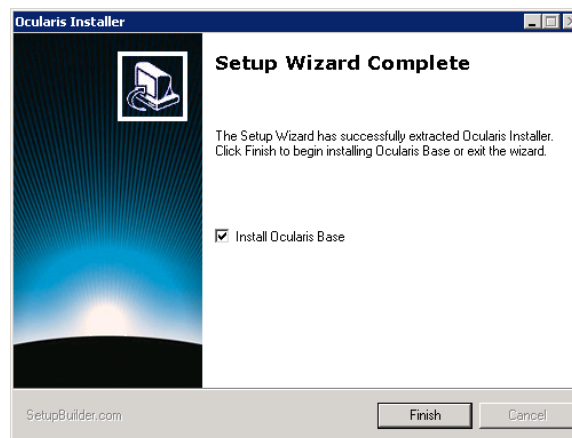 Ocularis Installer
Setup Wizard Complete
The Setup Wizard has successfully extracted Ocularis Installer.
Click Finish to begin installing Ocularis Base or exit the wizard.
Install Ocularis Base
SetupBuilder.com
Finish
Cancel